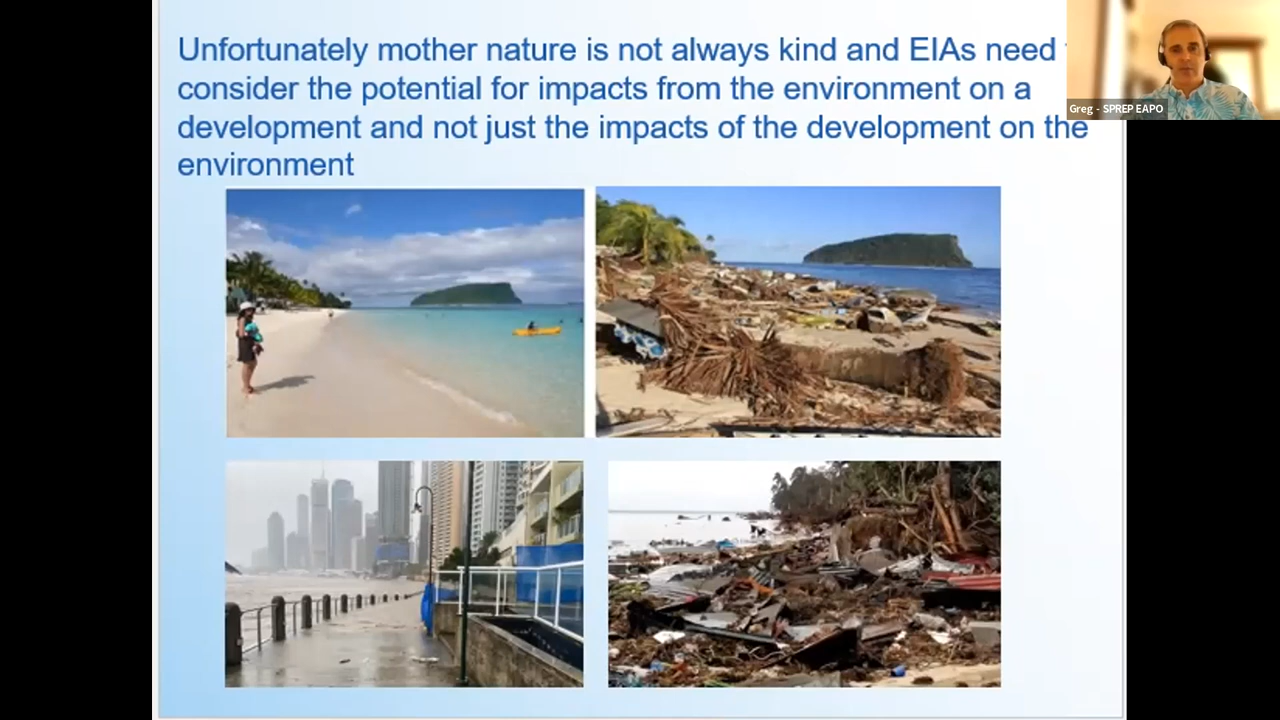 Unfortunately mother nature is not always kind and EIAs need
consider the potential for impacts from the environment on a
development and not just the impacts of the development on the
environment
Greg - SPREP EAPO